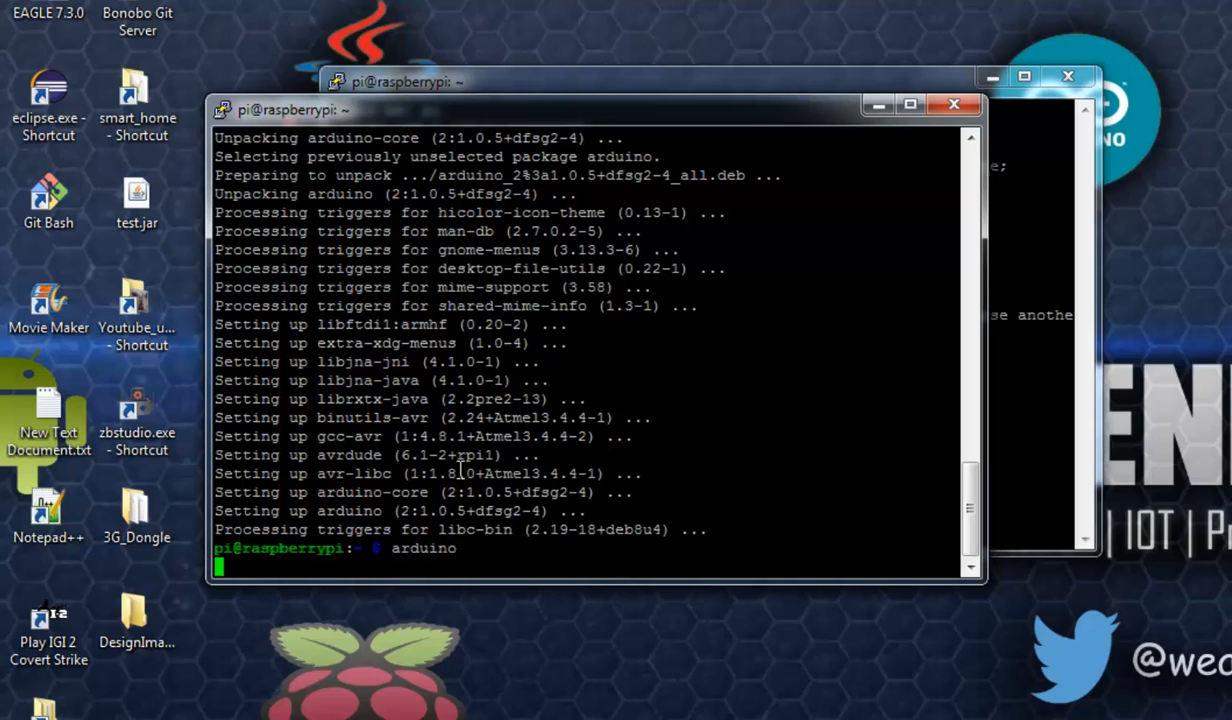 EAGLE 7.3.0
Bonobo Git
Server
eclipse.exe -
Shortcut
smart_home
- Shortcut
Git Bash
test.jar
Movie Maker
Youtube_u...
- Shortcut
New Text
Document.txt
zbstudio.exe
- Shortcut
Notepad++
3G_Dongle
Play IGI 2
Covert Strike
DesignIma...
pi@raspberrypi: ~
pi@raspberrypi: ~
Unpacking arduino-core (2:1.0.5+dfsg2-4) ...
Selecting previously unselected package arduino.
Preparing to unpack .../arduino_2%3a1.0.5+dfsg2-4_all.deb ...
Unpacking arduino (2:1.0.5+dfsg2-4) ...
Processing triggers for hicolor-icon-theme (0.13-1) ...
Processing triggers for man-db (2.7.0.2-5) ...
Processing triggers for gnome-menus (3.13.3-6) ...
Processing triggers for desktop-file-utils (0.22-1) ...
Processing triggers for mime-support (3.58) ...
Processing triggers for shared-mime-info (1.3-1) ...
Setting up libftdi1:armhf (0.20-2) ...
Setting up extra-xdg-menus (1.0-4) ...
Setting up libjna-jni (4.1.0-1) ...
Setting up libjna-java (4.1.0-1) ...
Setting up librxtx-java (2.2pre2-13) ...
Setting up binutils-avr (2.24+Atmel3.4.4-1) ...
Setting up gcc-avr (1:4.8.1+Atmel3.4.4-2) ...
Setting up avrdude (6.1-2+rpi1) ...
Setting up avr-libc (1:1.8.0+Atmel3.4.4-1) ...
Setting up arduino-core (2:1.0.5+dfsg2-4) ...
Setting up arduino (2:1.0.5+dfsg2-4) ...
Processing triggers for libc-bin (2.19-18+deb8u4) ...
pi@raspberrypi:~ $ arduino
e;
se anothe
NO
EN
| IOT | Pr
@wec